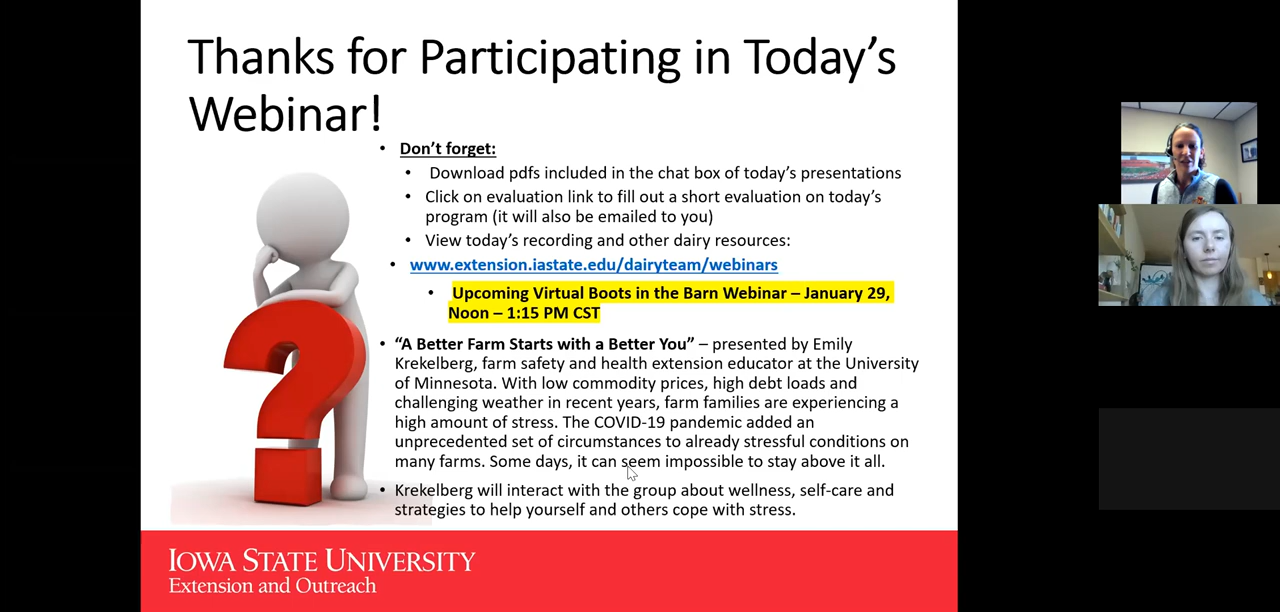 Thanks for Participating in Today’s
Webinar!
• Don’t forget:
• Download pdfs included in the chat box of today’s presentations
• Click on evaluation link to fill out a short evaluation on today’s
program (it will also be emailed to you)
• View today’s recording and other dairy resources:
• www.extension.iastate.edu/dairyteam/webinars
• Upcoming Virtual Boots in the Barn Webinar – January 29,
Noon – 1:15 PM CST
• “A Better Farm Starts with a Better You” – presented by Emily
Krekelberg, farm safety and health extension educator at the University
of Minnesota. With low commodity prices, high debt loads and
challenging weather in recent years, farm families are experiencing a
high amount of stress. The COVID-19 pandemic added an
unprecedented set of circumstances to already stressful conditions on
many farms. Some days, it can seem impossible to stay above it all.
• Krekelberg will interact with the group about wellness, self-care and
strategies to help yourself and others cope with stress.
IOWA STATE UNIVERSITY
Extension and Outreach